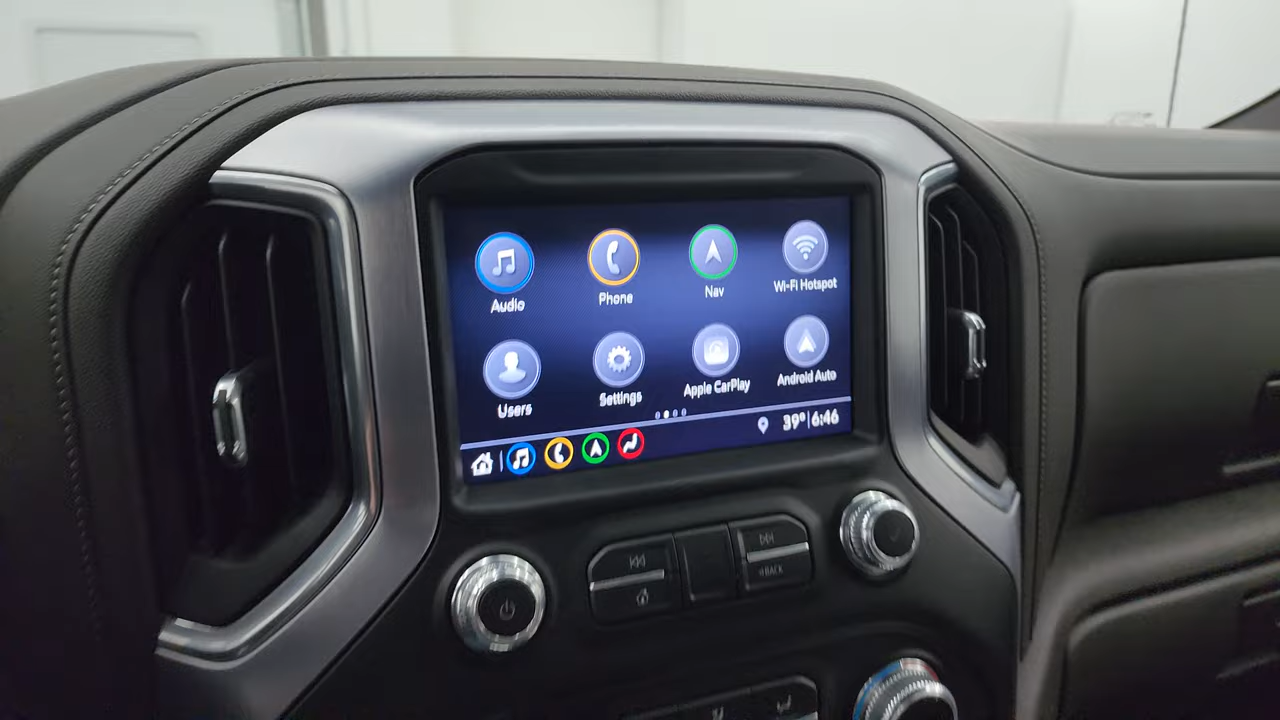 Audio
Phone
Nav
Wi-Fi Hotspot
Users
Settings
Apple CarPlay
Android Auto
39° 6:46
BACK